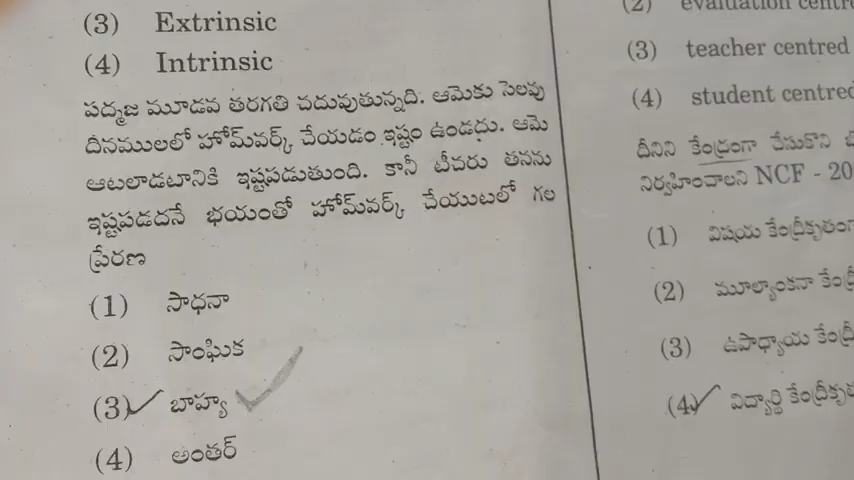 (3) Extrinsic
(4) Intrinsic
పద్మజ మూడవ తరగతి చదువుతున్నది. ఆమెకు సెలవు
దినములలో హోమ్‌వర్క్ చేయడం ఇష్టం ఉండదు. ఆమె
ఆటలాడటానికి ఇష్టపడుతుంది. కానీ టీచరు తనను
ఇష్టపడదనే భయంతో హోమ్‌వర్క్ చేయుటలో గల
ప్రేరణ
(1) సాధనా
(2) సాంఘిక
(3) బాహ్య
(4) అంతర్
(2) evaluation
(3) teacher centred
(4) student centred
దీనిని కేంద్రంగా చేసుకొని
నిర్వహించాలని NCF - 20
(1) విషయ
(2) మూల్యాంకనా
(3) ఉపాధ్యాయ
(4) విద్యార్థి